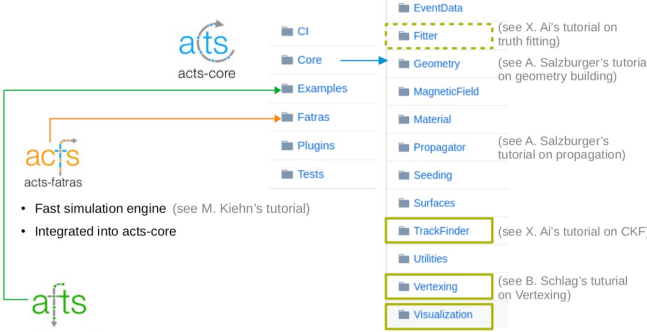 acts
acts-core
CI
Core
Examples
Fatras
Plugins
Tests
acts
acts-fatras
• Fast simulation engine (see M. Kiehn's tutorial)
• Integrated into acts-core
afts
EventData
Fitter
(see X. Ai's tutorial on
truth fitting)
Geometry
(see A. Salzburger's tutoria
on geometry building)
MagneticField
Material
Propagator
(see A. Salzburger's
tutorial on propagation)
Seeding
Surfaces
TrackFinder
(see X. Ai's tutorial on CKF)
Utilities
Vertexing
(see B. Schlag's tuturial
on Vertexing)
Visualization